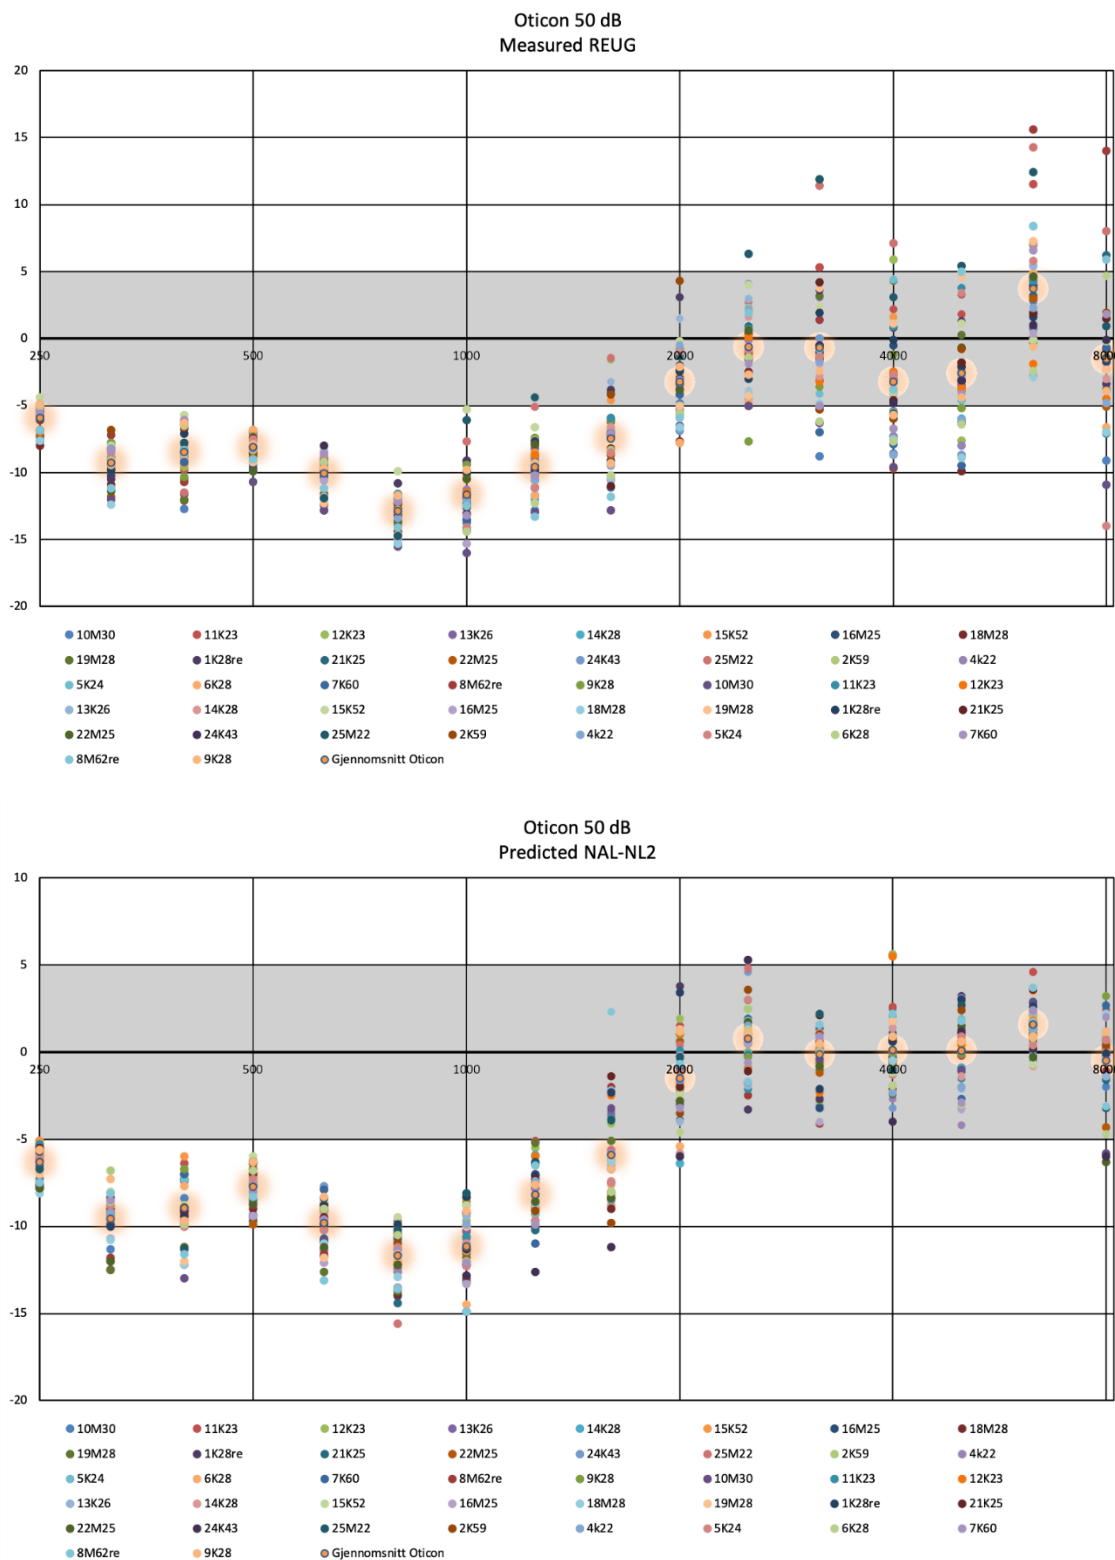 Oticon 50 dB
Measured REUG
20
15
10
5
0
250 500 1000 2000 4000 8000
-5
-10
-15
-20
10M30 11K23 12K23 13K26 14K28 15K52 16M25 18M28
19M28 1K28re 21K25 22M25 24K43 25M22 2K59 4k22
5K24 6K28 7K60 8M62re 9K28 10M30 11K23 12K23
13K26 14K28 15K52 16M25 18M28 19M28 1K28re 21K25
22M25 24K43 25M22 2K59 4k22 5K24 6K28 7K60
8M62re 9K28 Gjennomsnitt Oticon
Oticon 50 dB
Predicted NAL-NL2
10
5
0
250 500 1000 2000 4000 8000
-5
-10
-15
-20
10M30 11K23 12K23 13K26 14K28 15K52 16M25 18M28
19M28 1K28re 21K25 22M25 24K43 25M22 2K59 4k22
5K24 6K28 7K60 8M62re 9K28 10M30 11K23 12K23
13K26 14K28 15K52 16M25 18M28 19M28 1K28re 21K25
22M25 24K43 25M22 2K59 4k22 5K24 6K28 7K60
8M62re 9K28 Gjennomsnitt Oticon